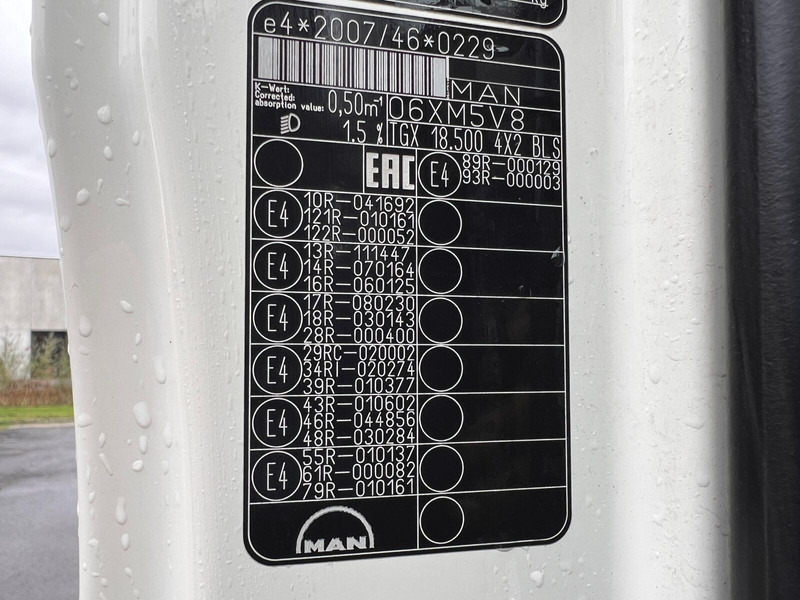 kg
e4*2007/46*0229
MAN
K-Wert:
Corrected
absorption value: 0,50m-1
06XM5V8
1.5 %
TGX 18.500 4X2 BLS
EAC
E4
89R-000129
93R-000003
E4
10R-041692
121R-010161
122R-000052
E4
13R-111447
14R-070164
16R-060125
E4
17R-080230
18R-030143
28R-000400
E4
29RC-020002
34RI-020274
39R-010377
E4
43R-010602
46R-044856
48R-030284
E4
55R-010137
61R-000082
79R-010161
MAN